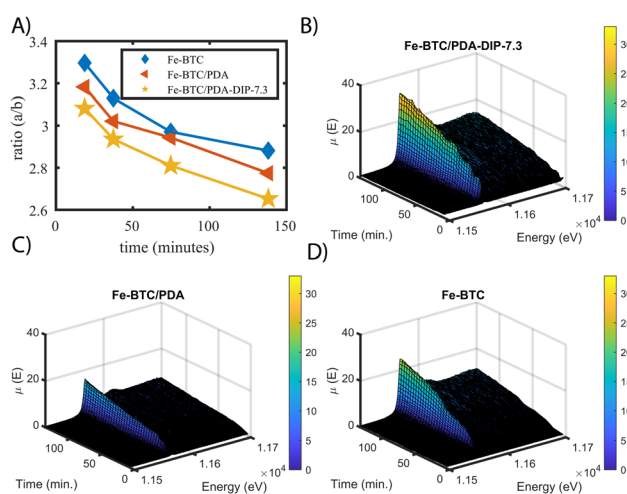 A)
3.4
3.2
3
2.8
2.6
0
50
100
150
ratio (a/b)
time (minutes)
Fe-BTC
Fe-BTC/PDA
Fe-BTC/PDA-DIP-7.3
B)
Fe-BTC/PDA-DIP-7.3
40
20
0
μ (E)
100
50
0
Time (min.)
1.15
1.16
1.17
×10⁴
Energy (eV)
30
25
20
15
10
5
0
C)
Fe-BTC/PDA
40
20
0
μ (E)
100
50
0
Time (min.)
1.15
1.16
1.17
×10⁴
Energy (eV)
30
25
20
15
10
5
0
D)
Fe-BTC
40
20
0
μ (E)
100
50
0
Time (min.)
1.15
1.16
1.17
×10⁴
Energy (eV)